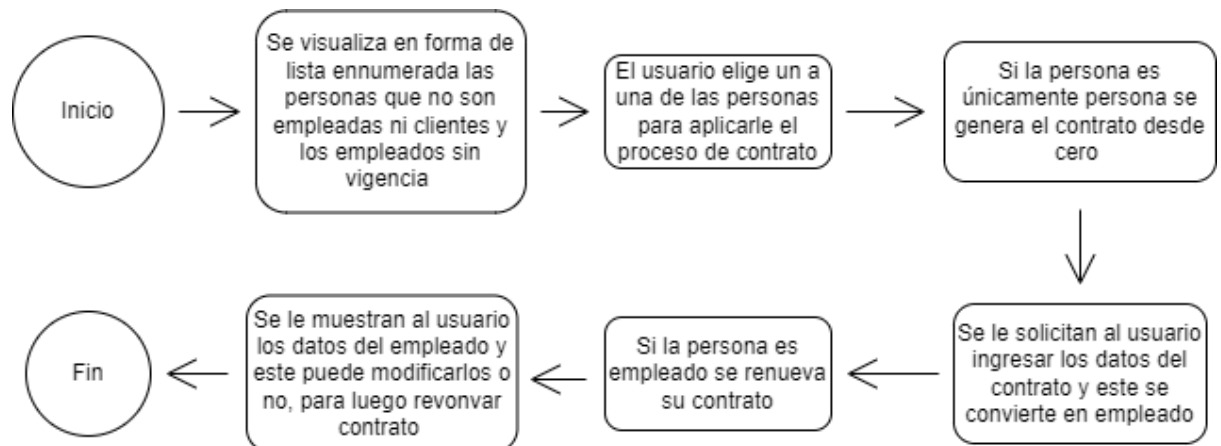 Inicio
Se visualiza en forma de
lista ennumerada las
personas que no son
empleadas ni clientes y
los empleados sin
vigencia
El usuario elige un a
una de las personas
para aplicarle el
proceso de contrato
Si la persona es
únicamente persona se
genera el contrato desde
cero
Se le solicitan al usuario
ingresar los datos del
contrato y este se
convierte en empleado
Si la persona es
empleado se renueva
su contrato
Se le muestran al usuario
los datos del empleado y
este puede modificarlos o
no, para luego revonvar
contrato
Fin